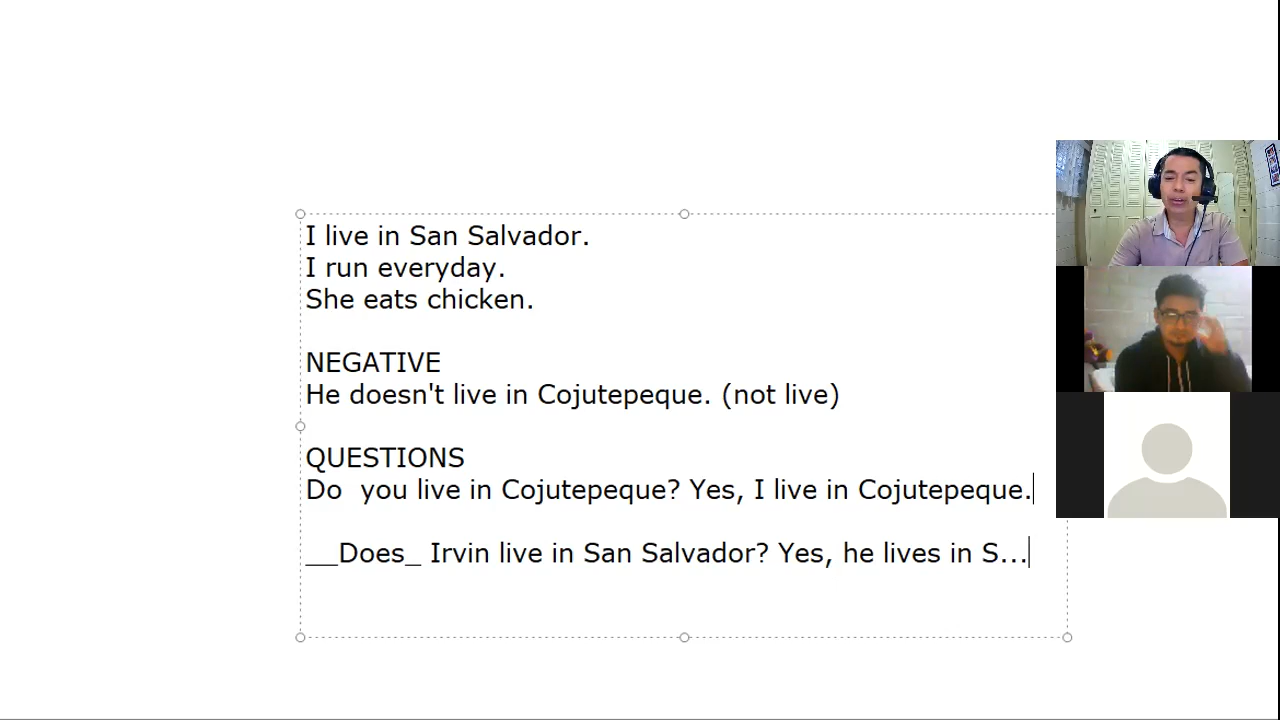 I live in San Salvador.
I run everyday.
She eats chicken.
NEGATIVE
He doesn't live in Cojutepeque. (not live)
QUESTIONS
Do  you live in Cojutepeque? Yes, I live in Cojutepeque.
__Does_ Irvin live in San Salvador? Yes, he lives in S...